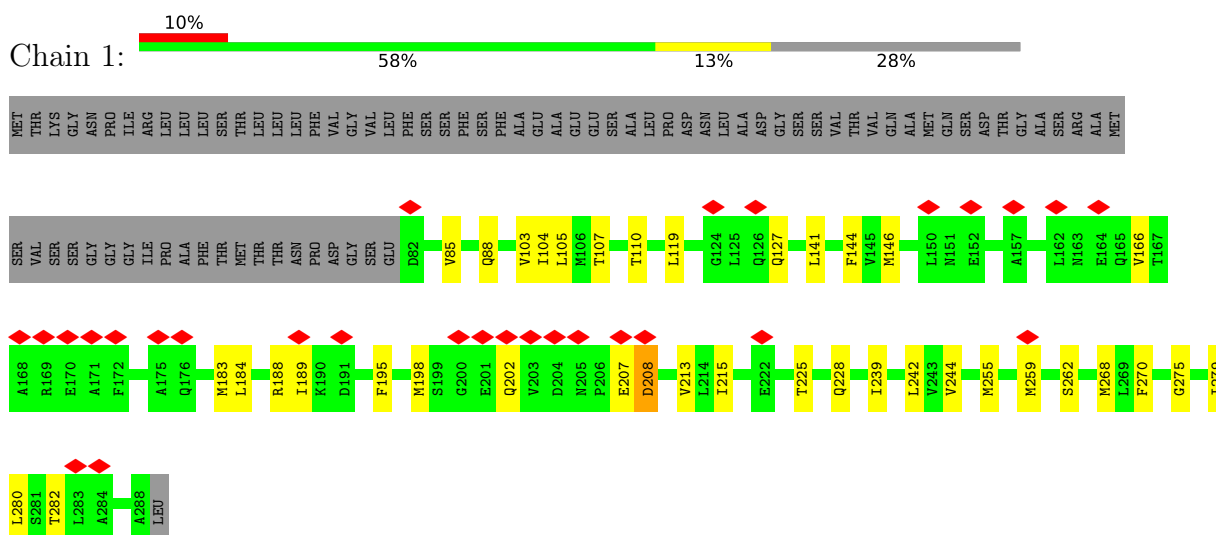 10%
Chain 1:
58% 13% 28%
MET THR LYS GLY ASN PRO ILE ARG LEU LEU LEU SER THR LEU LEU LEU PHE VAL GLY VAL LEU PHE SER SER PHE SER PHE ALA GLU ALA GLU GLU SER ALA LEU PRO ASP ASN LEU ALA ASP GLY SER SER VAL THR VAL GLN ALA MET GLN SER ASP THR GLY ALA SER ARG ALA MET
SER VAL SER SER GLY GLY GLY ILE PRO ALA PHE THR MET THR THR ASN PRO ASP GLY SER GLU D82 V85 Q88 V103 I104 L105 M106 T107 T110 L119 G124 L125 Q126 Q127 L141 F144 V145 M146 L150 N151 E152 A157 L162 N163 E164 Q165 V166 T167
A168 R169 E170 A171 F172 A175 Q176 M183 L184 R188 I189 K190 D191 F195 M198 S199 G200 E201 Q202 V203 D204 N205 P206 E207 D208 V213 L214 I215 E222 T225 Q228 I239 L242 V243 V244 M255 M259 S262 M268 L269 F270 G275
L280 S281 T282 L283 A284 A288 LEU